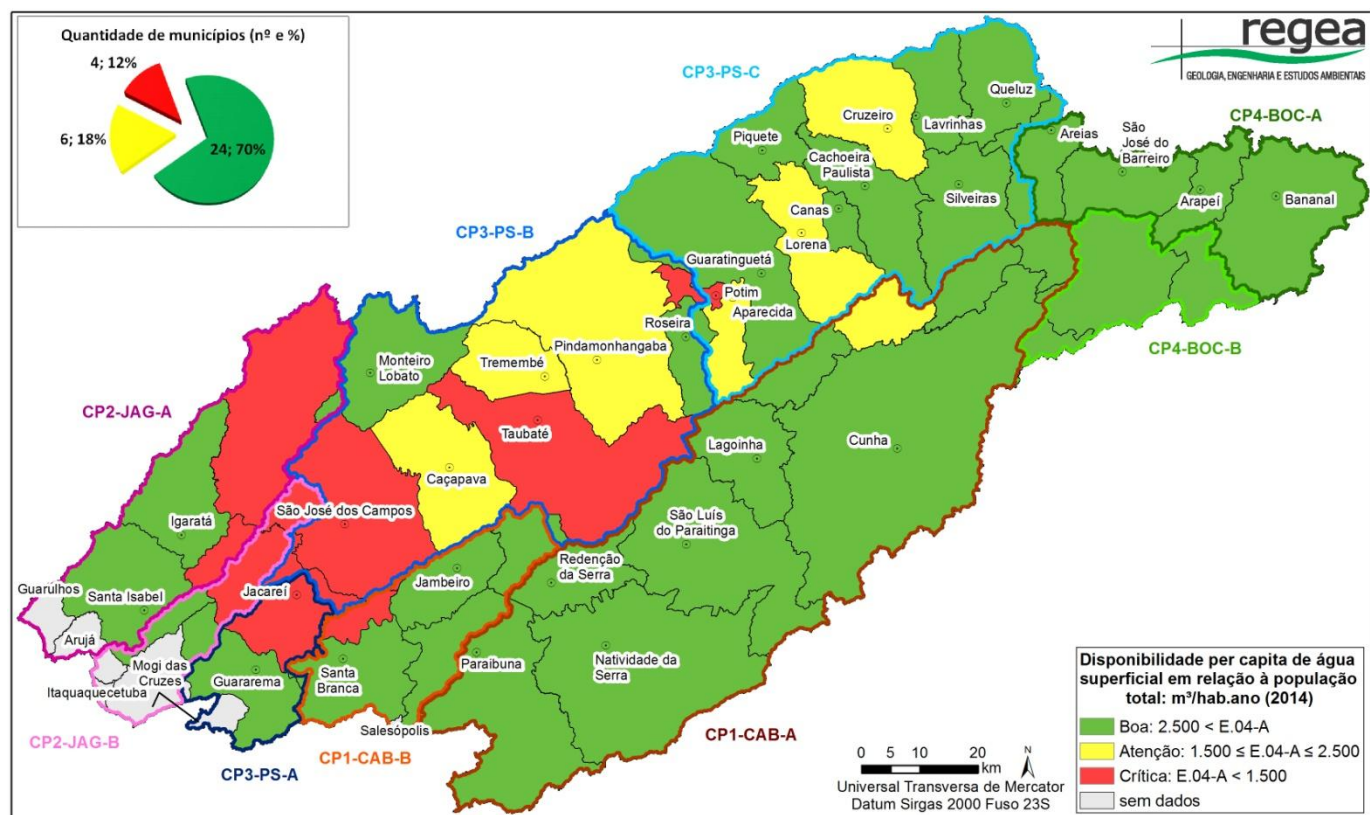 Quantidade de municípios (nº e %)
4; 12%
6; 18%
24; 70%
regea
GEOLOGIA, ENGENHARIA E ESTUDOS AMBIENTAIS
CP3-PS-C
Queluz
CP4-BOC-A
Cruzeiro
Lavrinhas
Areias
São
José do
Barreiro
Piquete
Cachoeira
Paulista
Silveiras
Arapeí
Bananal
Canas
Lorena
CP3-PS-B
Guaratinguetá
Potim
Aparecida
Roseira
CP4-BOC-B
Monteiro
Lobato
Tremembé
Pindamonhangaba
CP2-JAG-A
Taubaté
Lagoinha
Cunha
Caçapava
São José dos Campos
Igaratá
São Luís
do Paraitinga
Redenção
da Serra
Jambeiro
Guarulhos
Santa Isabel
Jacareí
Arujá
Mogi das
Cruzes
Itaquaquecetuba
Guararema
Santa
Branca
Paraibuna
Natividade da
Serra
Salesópolis
CP2-JAG-B
CP3-PS-A
CP1-CAB-B
CP1-CAB-A
0 5 10 20
km
N
Universal Transversa de Mercator
Datum Sirgas 2000 Fuso 23S
Disponibilidade per capita de água
superficial em relação à população
total: m³/hab.ano (2014)
Boa: 2.500 < E.04-A
Atenção: 1.500 ≤ E.04-A ≤ 2.500
Crítica: E.04-A < 1.500
sem dados